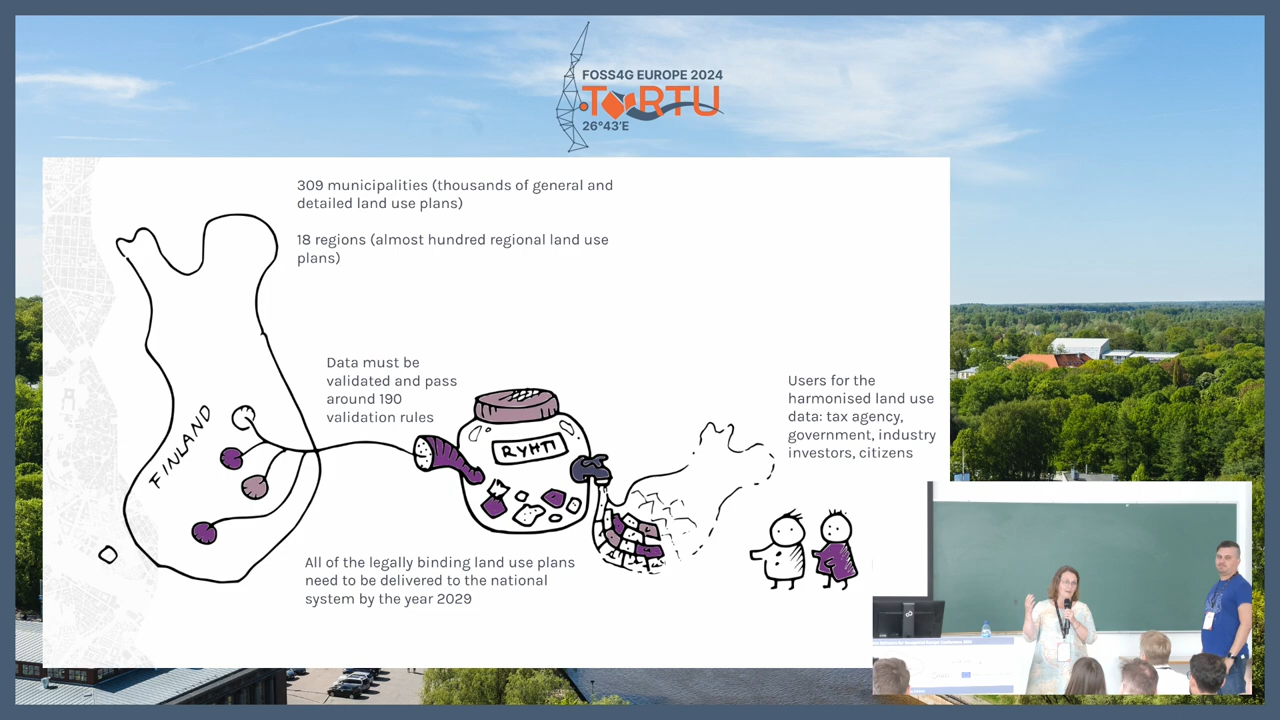 FOSS4G EUROPE 2024
TARTU
26°43'E
309 municipalities (thousands of general and
detailed land use plans)
18 regions (almost hundred regional land use
plans)
Data must be
validated and pass
around 190
validation rules
Users for the
harmonised land use
data: tax agency,
government, industry
investors, citizens
FINLAND
RYHTI
All of the legally binding land use plans
need to be delivered to the national
system by the year 2029